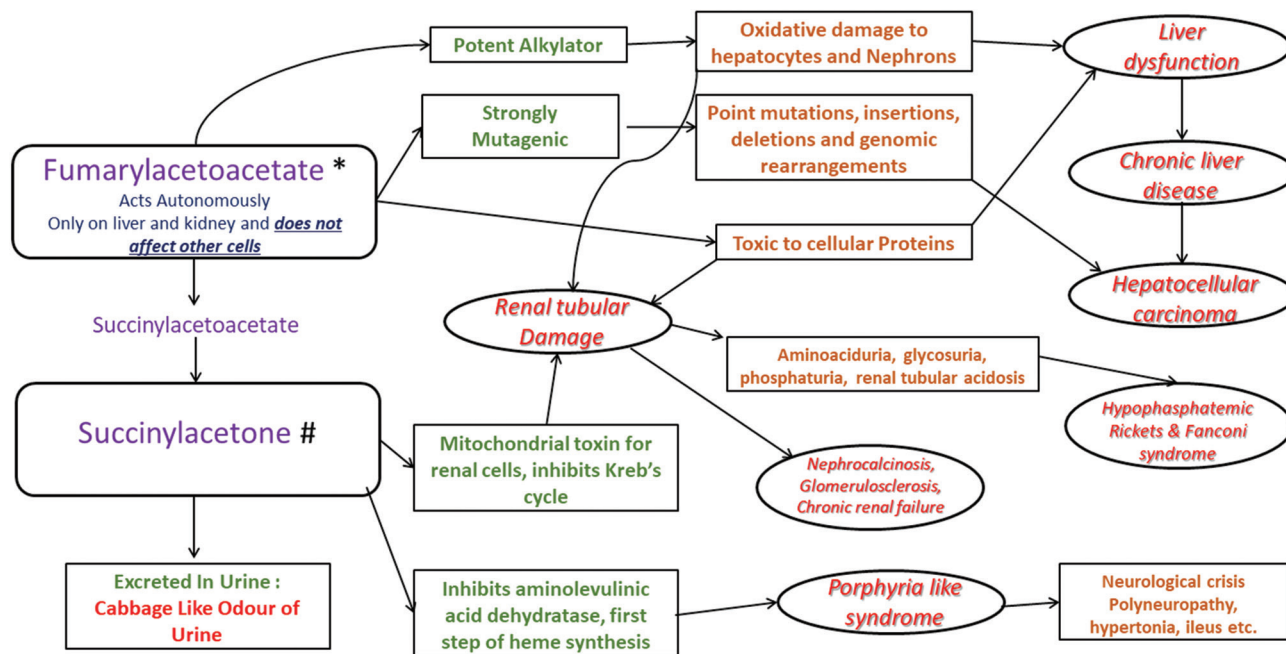 Potent Alkylator
Oxidative damage to
hepatocytes and Nephrons
Liver
dysfunction
Strongly
Mutagenic
Point mutations, insertions,
deletions and genomic
rearrangements
Fumarylacetoacetate *
Acts Autonomously
Only on liver and kidney and does not
affect other cells
Chronic liver
disease
Toxic to cellular Proteins
Succinylacetoacetate
Renal tubular
Damage
Hepatocellular
carcinoma
Aminoaciduria, glycosuria,
phosphaturia, renal tubular acidosis
Succinylacetone #
Mitochondrial toxin for
renal cells, inhibits Kreb's
cycle
Nephrocalcinosis,
Glomerulosclerosis,
Chronic renal failure
Hypophasphatemic
Rickets & Fanconi
syndrome
Excreted In Urine :
Cabbage Like Odour of
Urine
Inhibits aminolevulinic
acid dehydratase, first
step of heme synthesis
Porphyria like
syndrome
Neurological crisis
Polyneuropathy,
hypertonia, ileus etc.